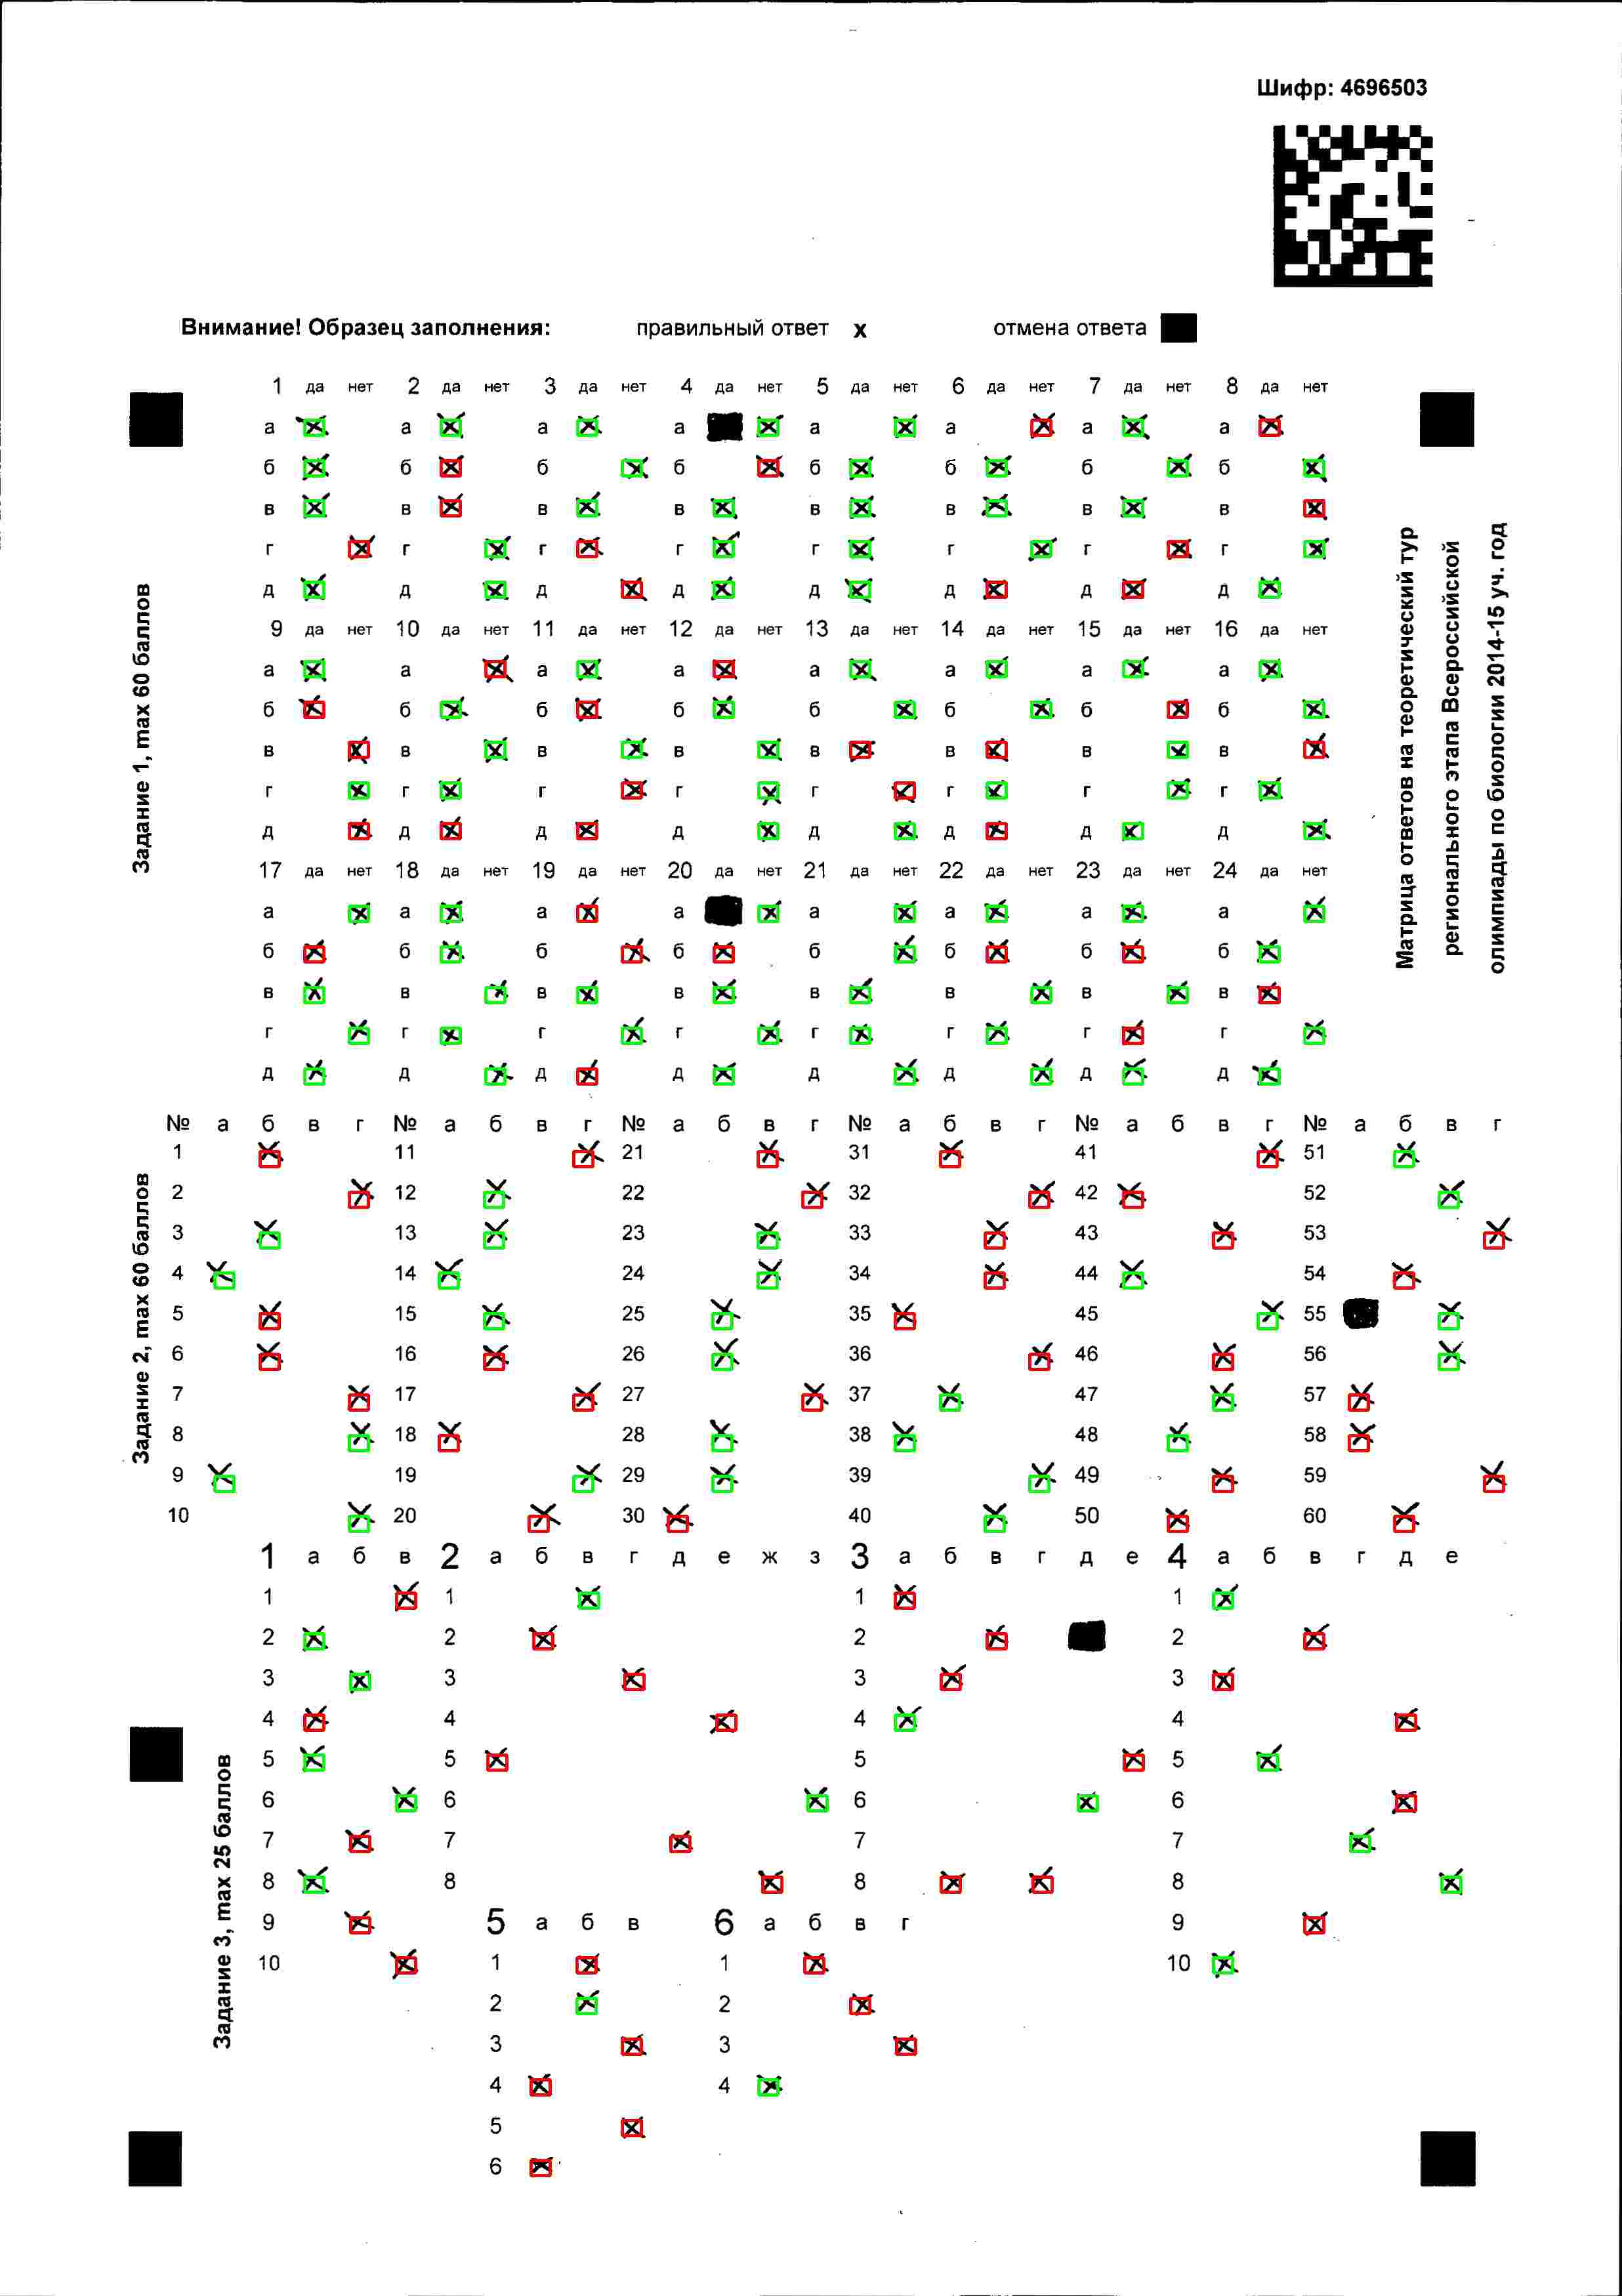 Шифр: 4696503
Внимание! Образец заполнения: правильный ответ х отмена ответа
Матрица ответов на теоретический тур
регионального этапа Всероссийской
олимпиады по биологии 2014-15 уч. год
Задание 1, max 60 баллов
1 да нет 2 да нет 3 да нет 4 да нет 5 да нет 6 да нет 7 да нет 8 да нет
а а а а а а а а
б б б б б б б б
в в в в в в в в
г г г г г г г г
д д д д д д д д
9 да нет 10 да нет 11 да нет 12 да нет 13 да нет 14 да нет 15 да нет 16 да нет
а а а а а а а а
б б б б б б б б
в в в в в в в в
г г г г г г г г
д д д д д д д д
17 да нет 18 да нет 19 да нет 20 да нет 21 да нет 22 да нет 23 да нет 24 да нет
а а а а а а а а
б б б б б б б б
в в в в в в в в
г г г г г г г г
д д д д д д д д
Задание 2, max 60 баллов
№ а б в г № а б в г № а б в г № а б в г № а б в г № а б в г
1 11 21 31 41 51
2 12 22 32 42 52
3 13 23 33 43 53
4 14 24 34 44 54
5 15 25 35 45 55
6 16 26 36 46 56
7 17 27 37 47 57
8 18 28 38 48 58
9 19 29 39 49 59
10 20 30 40 50 60
Задание 3, max 25 баллов
1 а б в 2 а б в г д е ж з 3 а б в г д е 4 а б в г д е
1 1 1 1
2 2 2 2
3 3 3 3
4 4 4 4
5 5 5 5
6 6 6 6
7 7 7 7
8 8 8 8
9 5 а б в 6 а б в г 9
10 1 1 10
2 2
3 3
4 4
5
6